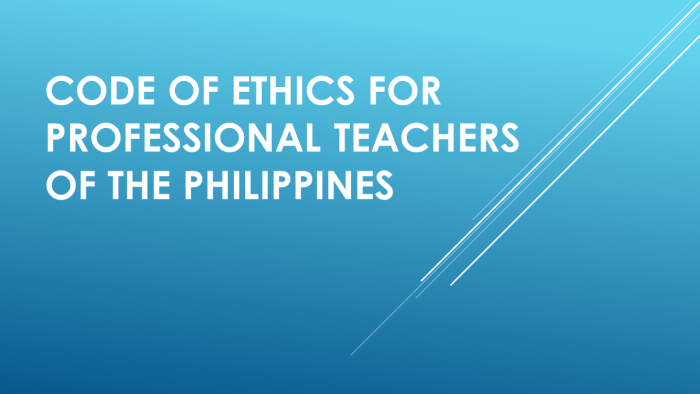 CODE OF ETHICS FOR
PROFESSIONAL TEACHERS
OF THE PHILIPPINES